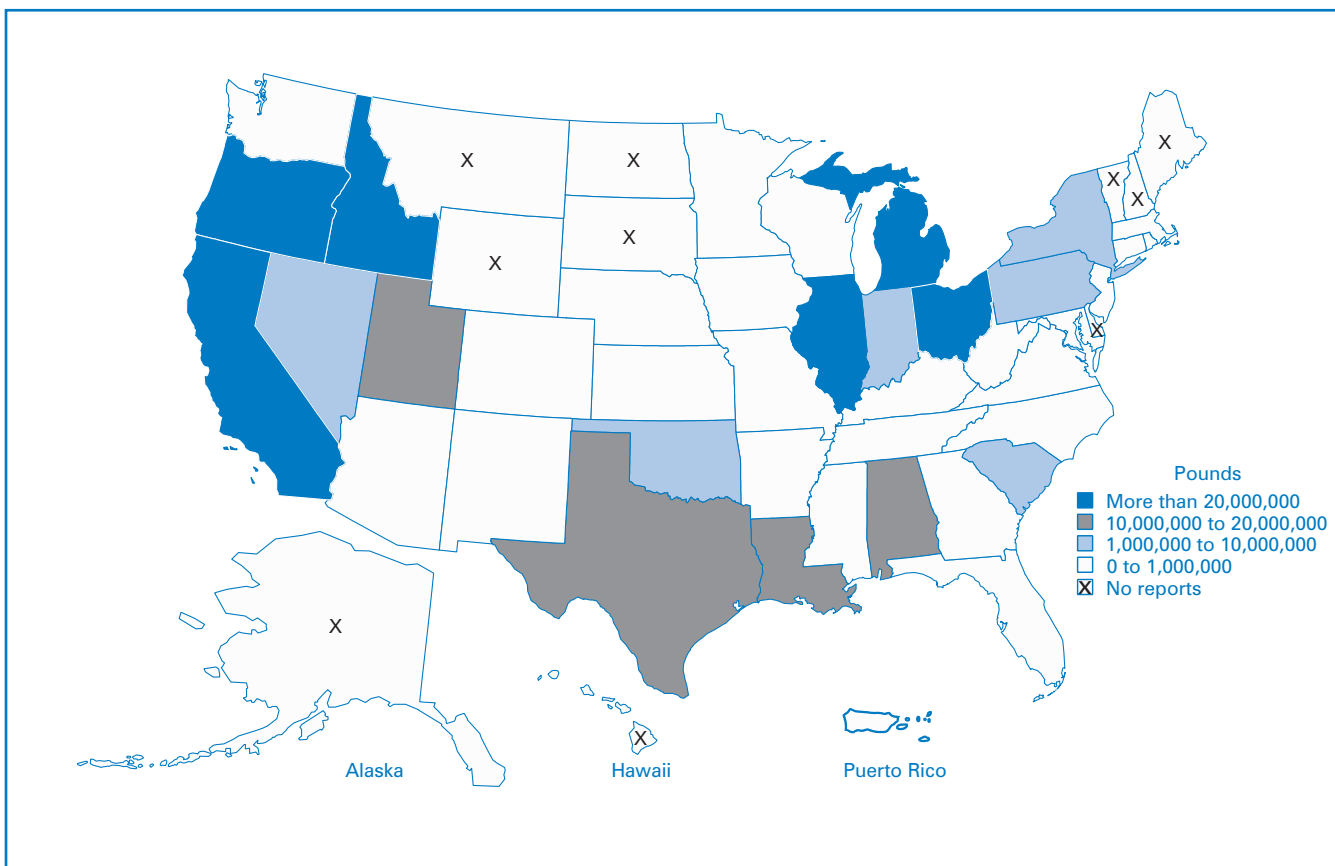 X
X
X
X
X
X
X
X
X
Pounds
More than 20,000,000
10,000,000 to 20,000,000
1,000,000 to 10,000,000
0 to 1,000,000
X No reports
X
X
Alaska
Hawaii
Puerto Rico